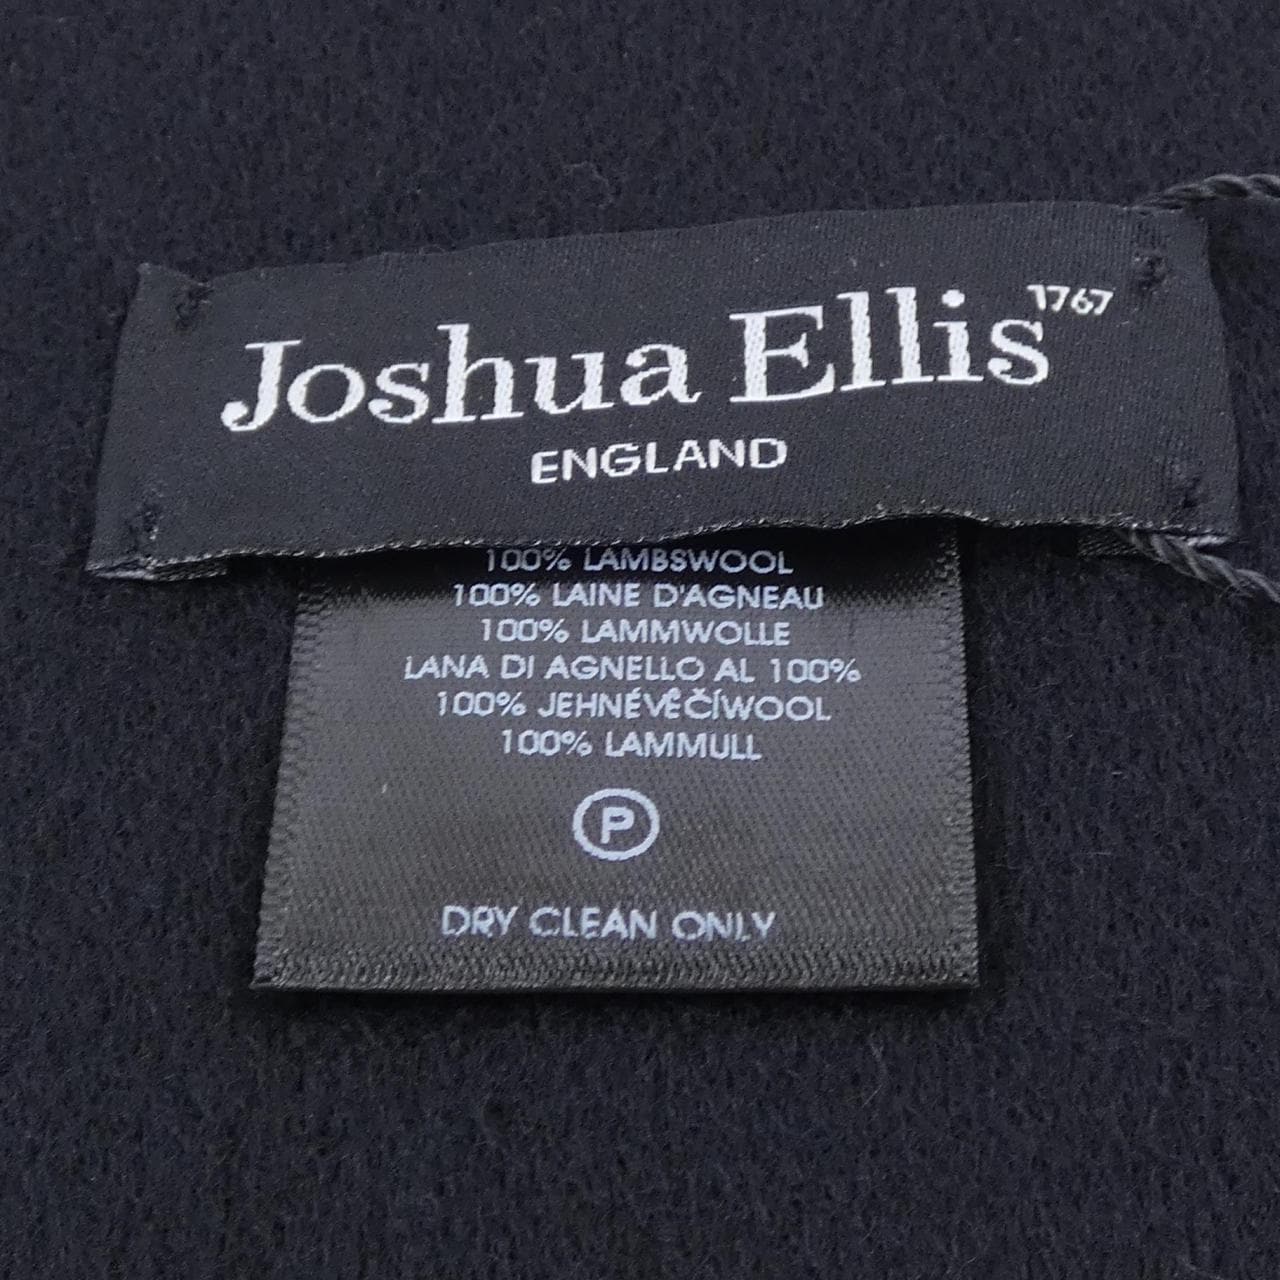 Joshua Ellis 1767
ENGLAND
100% LAMBSWOOL
100% LAINE D'AGNEAU
100% LAMMWOLLE
LANA DI AGNELLO AL 100%
100% JEHNÉVĚČÍWOOL
100% LAMMULL
P
DRY CLEAN ONLY